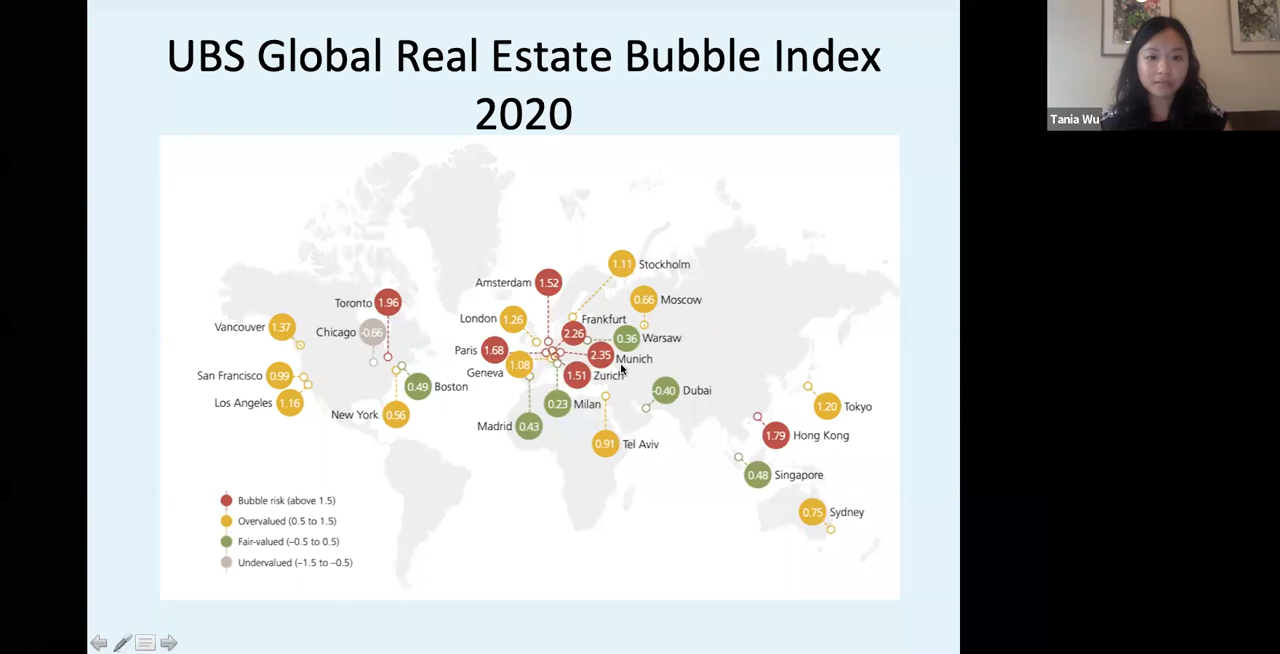 UBS Global Real Estate Bubble Index
2020
Tania Wu
1.11 Stockholm
Amsterdam 1.52
0.66 Moscow
Toronto 1.96
London 1.26
Frankfurt
2.26
Vancouver 1.37
Chicago -0.66
0.36 Warsaw
Paris 1.68
2.35 Munich
Geneva 1.08
San Francisco 0.99
1.51 Zurich
0.49 Boston
-0.40 Dubai
Los Angeles 1.16
0.23 Milan
1.20 Tokyo
New York 0.56
Madrid 0.43
1.79 Hong Kong
0.91 Tel Aviv
0.48 Singapore
0.75 Sydney
Bubble risk (above 1.5)
Overvalued (0.5 to 1.5)
Fair-valued (–0.5 to 0.5)
Undervalued (–1.5 to –0.5)